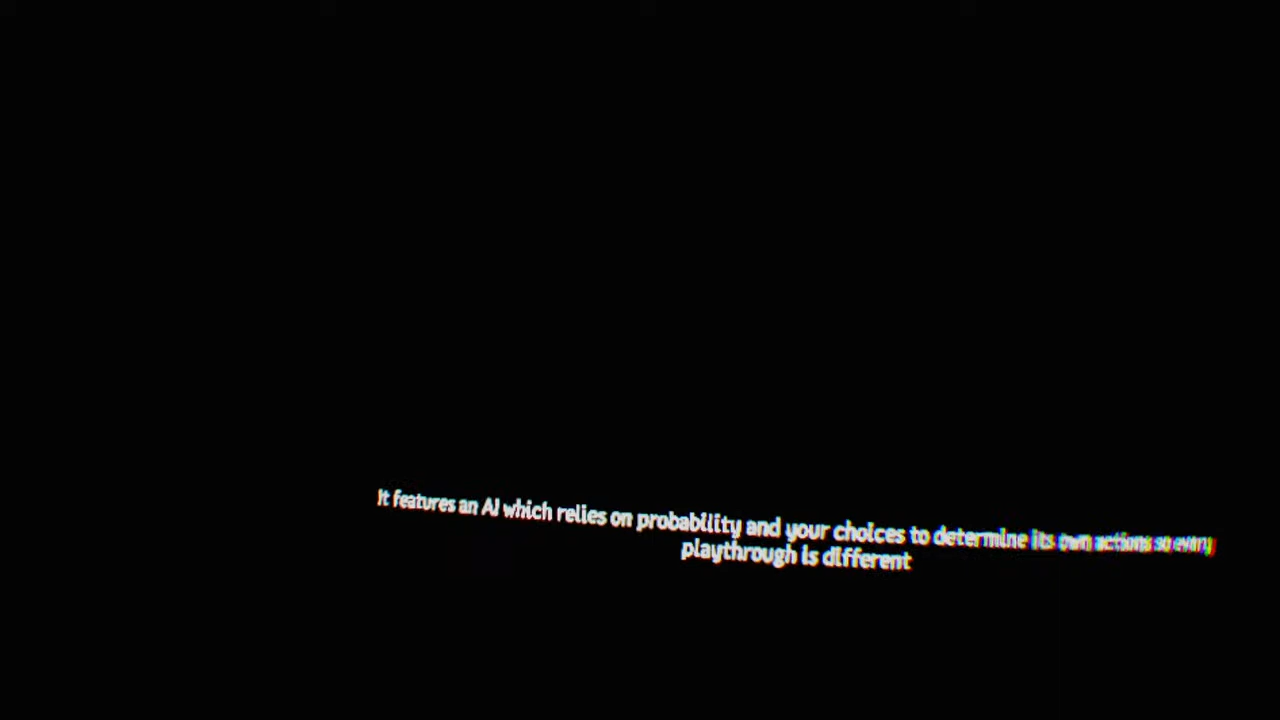 It features an AI which relies on probability and your choices to determine its own actions so every
playthrough is different